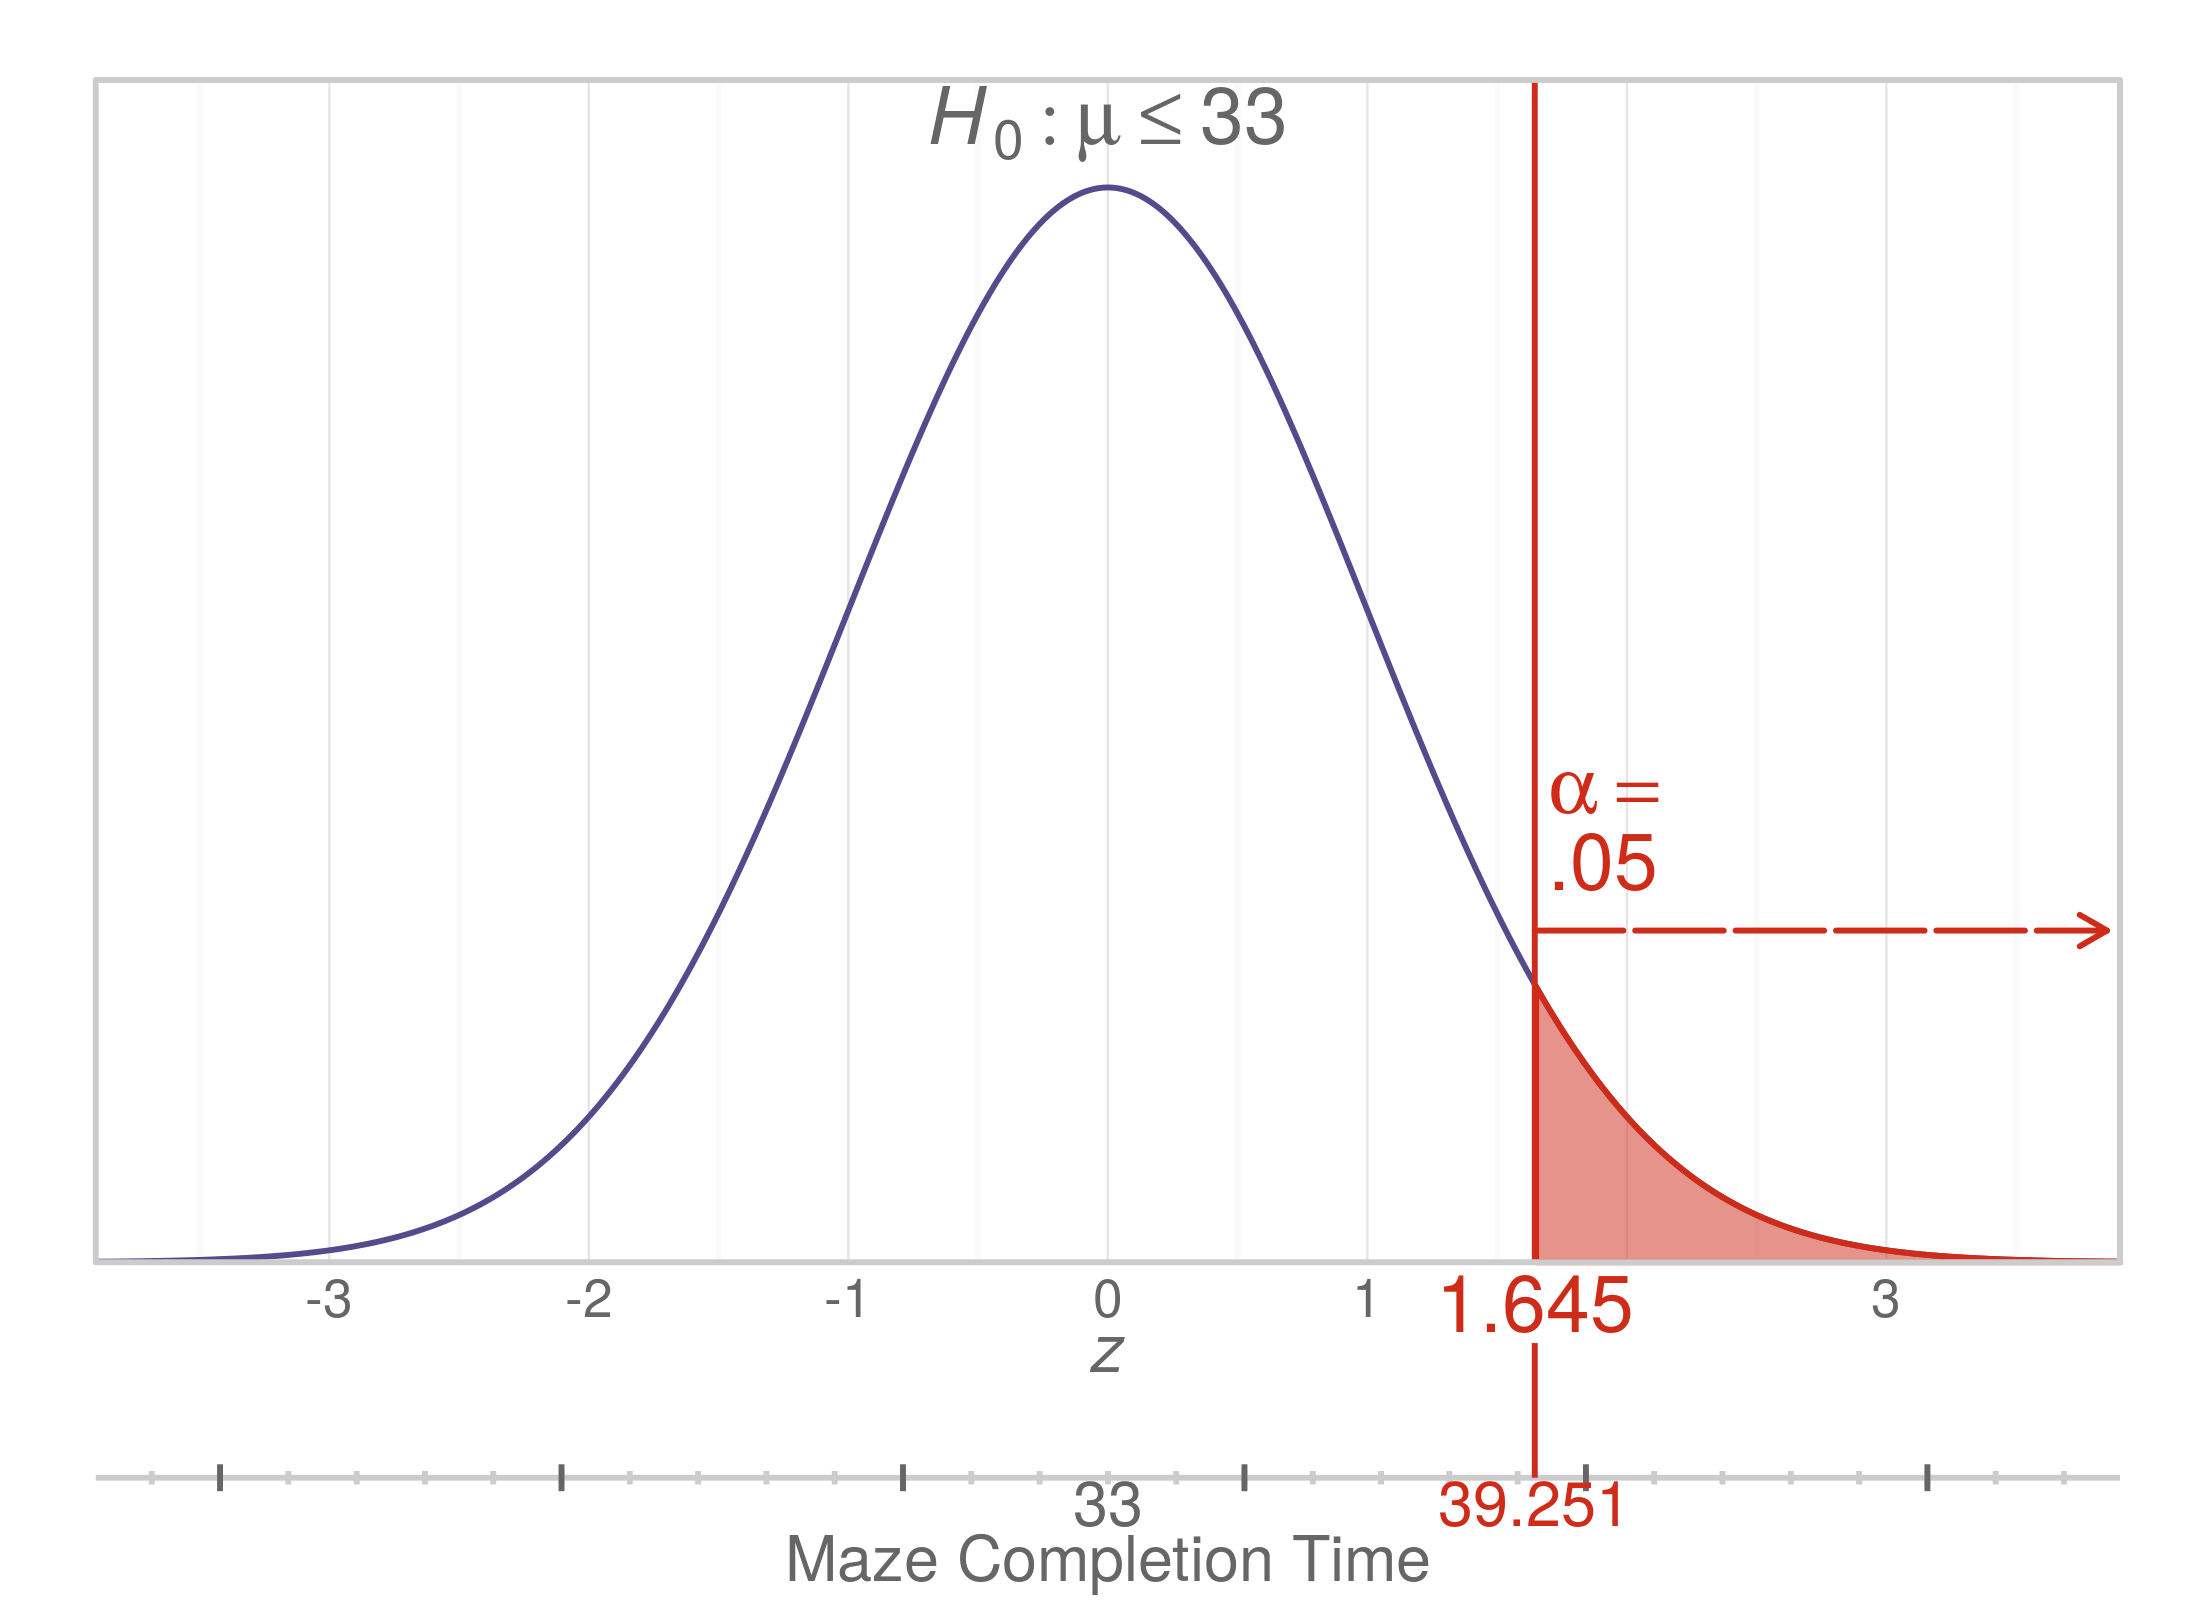 H₀ : μ ≤ 33
α =
.05
-3 -2 -1 0 1 1.645 3
z
33 39.251
Maze Completion Time